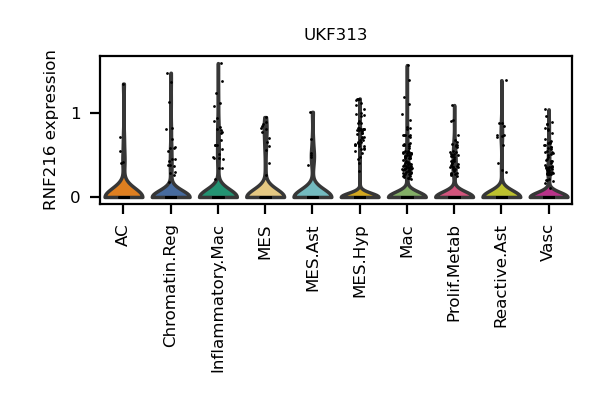 UKF313
RNF216 expression
1
0
AC
Chromatin.Reg
Inflammatory.Mac
MES
MES.Ast
MES.Hyp
Mac
Prolif.Metab
Reactive.Ast
Vasc